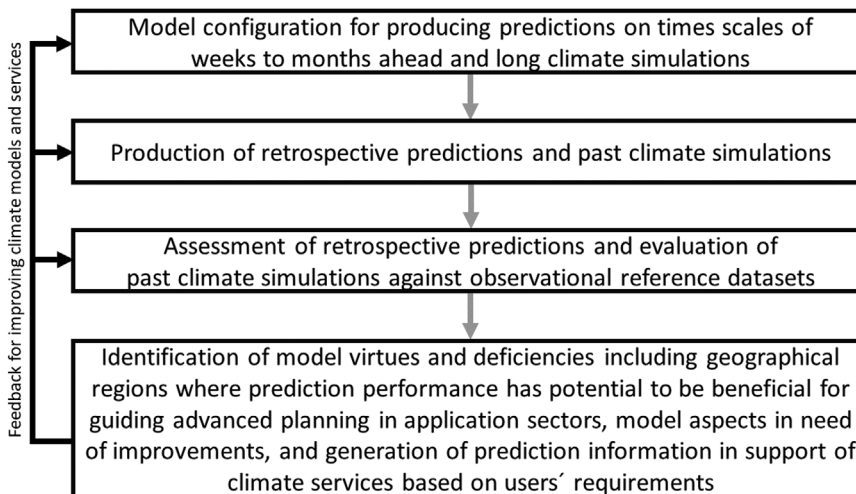 Feedback for improving climate models and services
Model configuration for producing predictions on times scales of
weeks to months ahead and long climate simulations
Production of retrospective predictions and past climate simulations
Assessment of retrospective predictions and evaluation of
past climate simulations against observational reference datasets
Identification of model virtues and deficiencies including geographical
regions where prediction performance has potential to be beneficial for
guiding advanced planning in application sectors, model aspects in need
of improvements, and generation of prediction information in support of
climate services based on users´ requirements